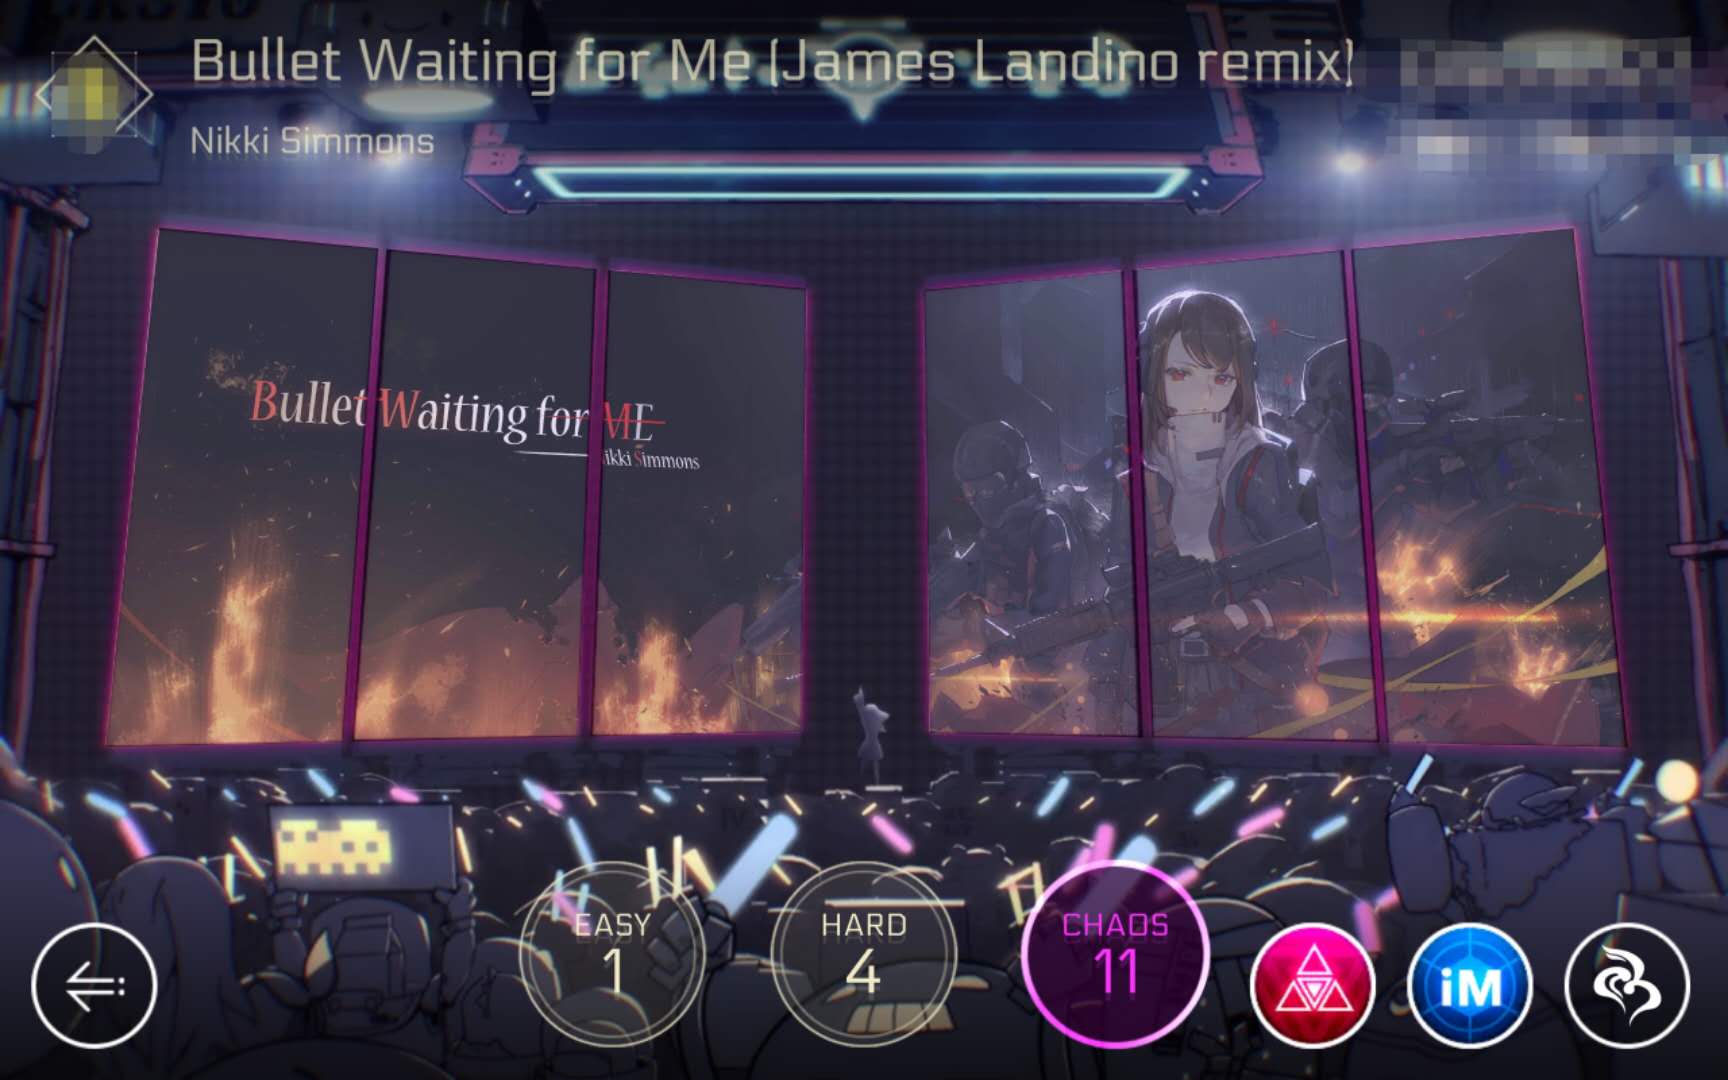 Bullet Waiting for Me (James Landino remix)
Nikki Simmons
Bullet Waiting for ME
ikki Simmons
EASY
1
HARD
4
CHAOS
11
iM